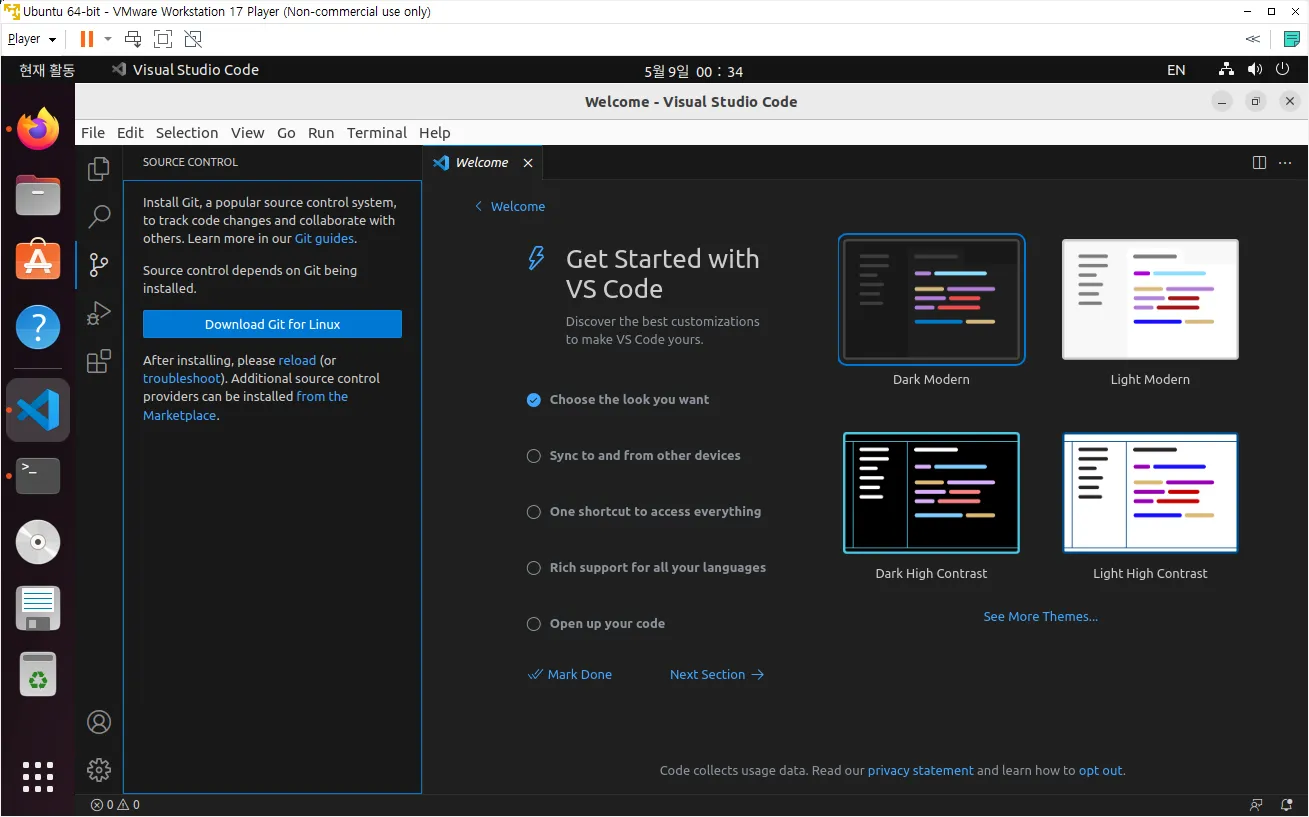 Ubuntu 64-bit - VMware Workstation 17 Player (Non-commercial use only)
Player
현재 활동
Visual Studio Code
5월 9일 00 : 34
EN
Welcome - Visual Studio Code
File Edit Selection View Go Run Terminal Help
SOURCE CONTROL
Install Git, a popular source control system,
to track code changes and collaborate with
others. Learn more in our Git guides.
Source control depends on Git being
installed.
Download Git for Linux
After installing, please reload (or
troubleshoot). Additional source control
providers can be installed from the
Marketplace.
Welcome
Welcome
Get Started with
VS Code
Discover the best customizations
to make VS Code yours.
Choose the look you want
Sync to and from other devices
One shortcut to access everything
Rich support for all your languages
Open up your code
Mark Done
Next Section
Dark Modern
Light Modern
Dark High Contrast
Light High Contrast
See More Themes...
Code collects usage data. Read our privacy statement and learn how to opt out.
0 0